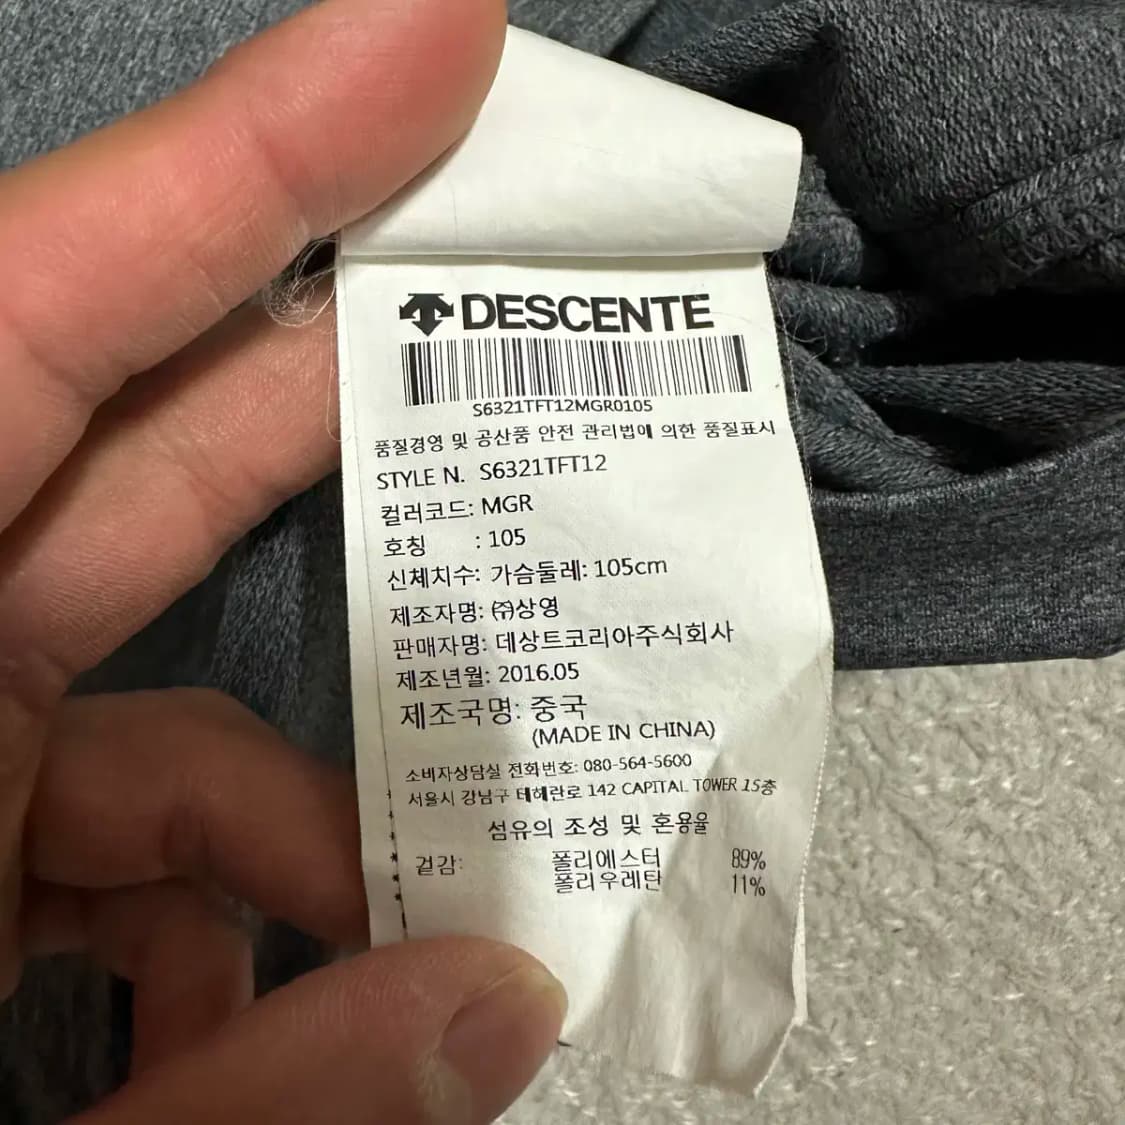 DESCENTE
S6321TFT12MGR0105
품질경영 및 공산품 안전 관리법에 의한 품질표시
STYLE N. S6321TFT12
컬러코드: MGR
호칭 : 105
신체치수: 가슴둘레: 105cm
제조자명: ㈜상영
판매자명: 데상트코리아주식회사
제조년월: 2016.05
제조국명: 중국
(MADE IN CHINA)
소비자상담실 전화번호: 080-564-5600
서울시 강남구 테헤란로 142 CAPITAL TOWER 15층
섬유의 조성 및 혼용율
겉감: 폴리에스터 89%
폴리우레탄 11%